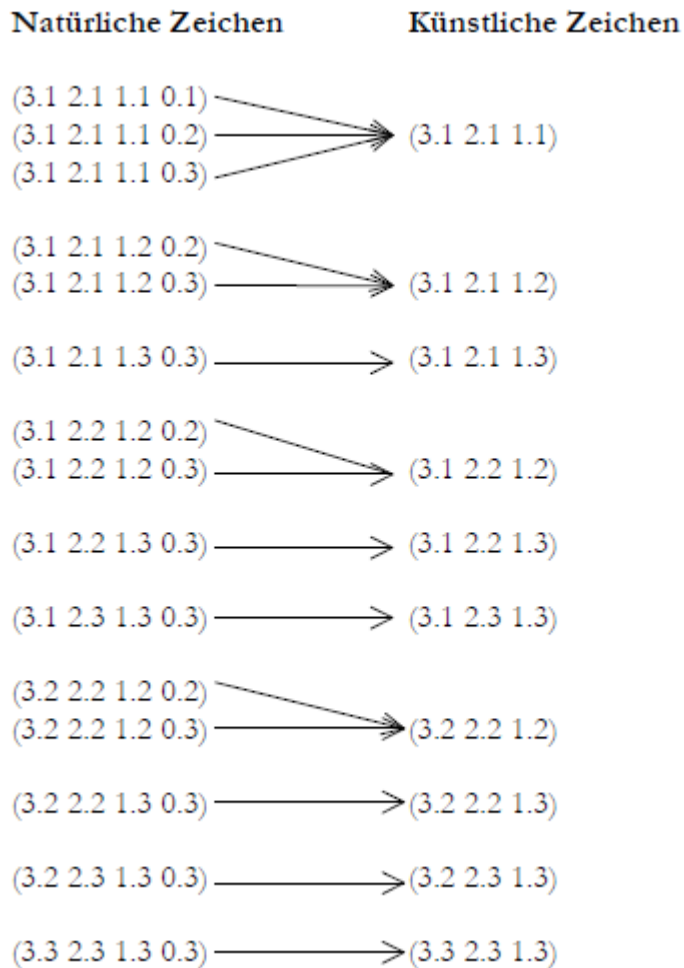 Natürliche Zeichen Künstliche Zeichen
(3.1 2.1 1.1 0.1)
(3.1 2.1 1.1 0.2) (3.1 2.1 1.1)
(3.1 2.1 1.1 0.3)
(3.1 2.1 1.2 0.2)
(3.1 2.1 1.2 0.3) (3.1 2.1 1.2)
(3.1 2.1 1.3 0.3) (3.1 2.1 1.3)
(3.1 2.2 1.2 0.2)
(3.1 2.2 1.2 0.3) (3.1 2.2 1.2)
(3.1 2.2 1.3 0.3) (3.1 2.2 1.3)
(3.1 2.3 1.3 0.3) (3.1 2.3 1.3)
(3.2 2.2 1.2 0.2)
(3.2 2.2 1.2 0.3) (3.2 2.2 1.2)
(3.2 2.2 1.3 0.3) (3.2 2.2 1.3)
(3.2 2.3 1.3 0.3) (3.2 2.3 1.3)
(3.3 2.3 1.3 0.3) (3.3 2.3 1.3)